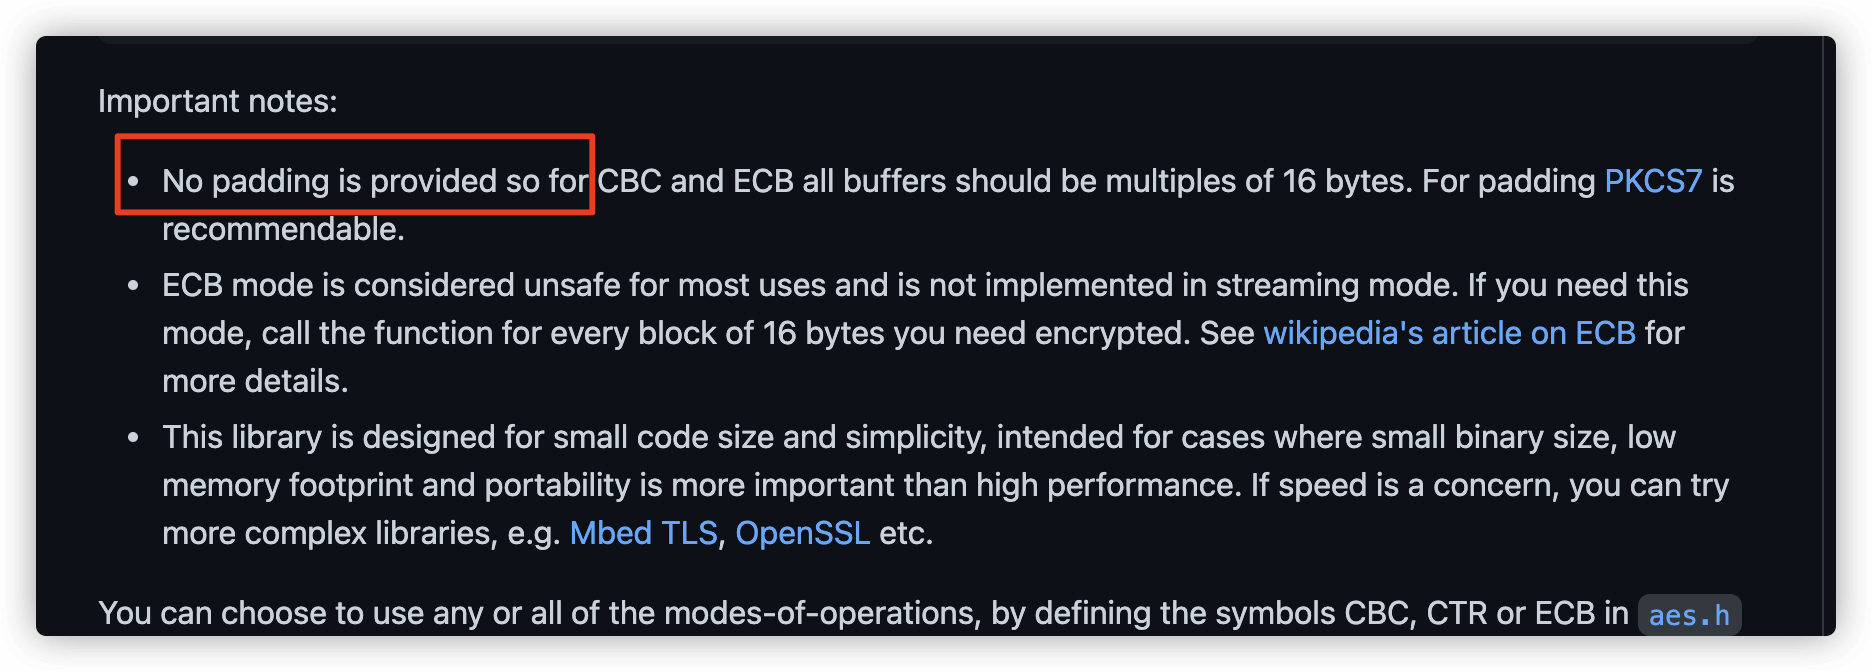 Important notes:
• No padding is provided so for CBC and ECB all buffers should be multiples of 16 bytes. For padding PKCS7 is
recommendable.
• ECB mode is considered unsafe for most uses and is not implemented in streaming mode. If you need this
mode, call the function for every block of 16 bytes you need encrypted. See wikipedia's article on ECB for
more details.
• This library is designed for small code size and simplicity, intended for cases where small binary size, low
memory footprint and portability is more important than high performance. If speed is a concern, you can try
more complex libraries, e.g. Mbed TLS, OpenSSL etc.
You can choose to use any or all of the modes-of-operations, by defining the symbols CBC, CTR or ECB in aes.h